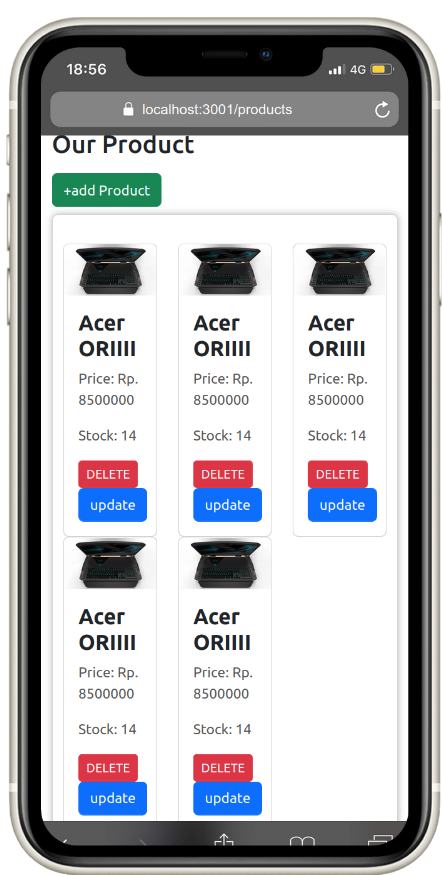 18:56
4G
localhost:3001/products
Our Product
+add Product
Acer
ORIIII
Price: Rp.
8500000
Stock: 14
DELETE
update
Acer
ORIIII
Price: Rp.
8500000
Stock: 14
DELETE
update
Acer
ORIIII
Price: Rp.
8500000
Stock: 14
DELETE
update
Acer
ORIIII
Price: Rp.
8500000
Stock: 14
DELETE
update
Acer
ORIIII
Price: Rp.
8500000
Stock: 14
DELETE
update